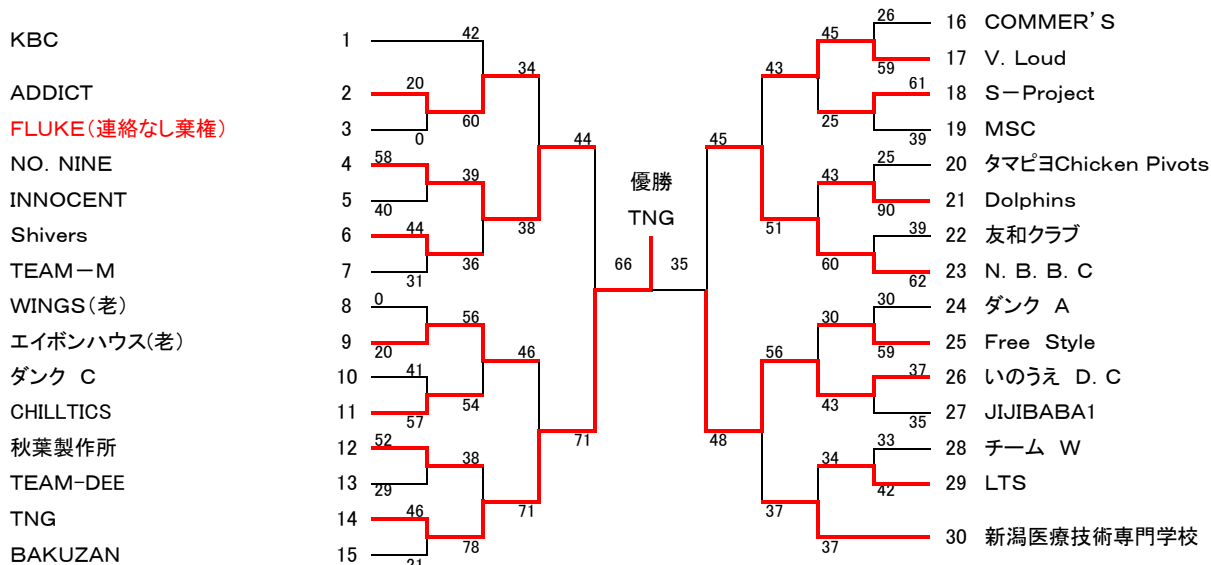 KBC 1 42
ADDICT 2 20
FLUKE(連絡なし棄権) 3 0
60
34
NO. NINE 4 58
INNOCENT 5 40
39
Shivers 6 44
TEAM－M 7 31
36
38
44
WINGS(老) 8 0
エイボンハウス(老) 9 20
56
ダンク C 10 41
CHILLTICS 11 57
54
46
秋葉製作所 12 52
TEAM-DEE 13 29
38
TNG 14 46
BAKUZAN 15 21
78
71
71
優勝
TNG
66 35
26 16 COMMER'S
59 17 V. Loud
45
61 18 S－Project
39 19 MSC
25
43
25 20 タマピヨChicken Pivots
90 21 Dolphins
43
39 22 友和クラブ
62 23 N. B. B. C
60
51
45
30 24 ダンク A
59 25 Free Style
30
37 26 いのうえ D. C
35 27 JIJIBABA1
43
56
33 28 チーム W
42 29 LTS
34
37 30 新潟医療技術専門学校
37
48